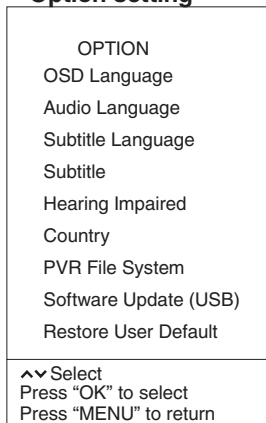 Option setting
OPTION
OSD Language
Audio Language
Subtitle Language
Subtitle
Hearing Impaired
Country
PVR File System
Software Update (USB)
Restore User Default
Select
Press “OK” to select
Press “MENU” to return